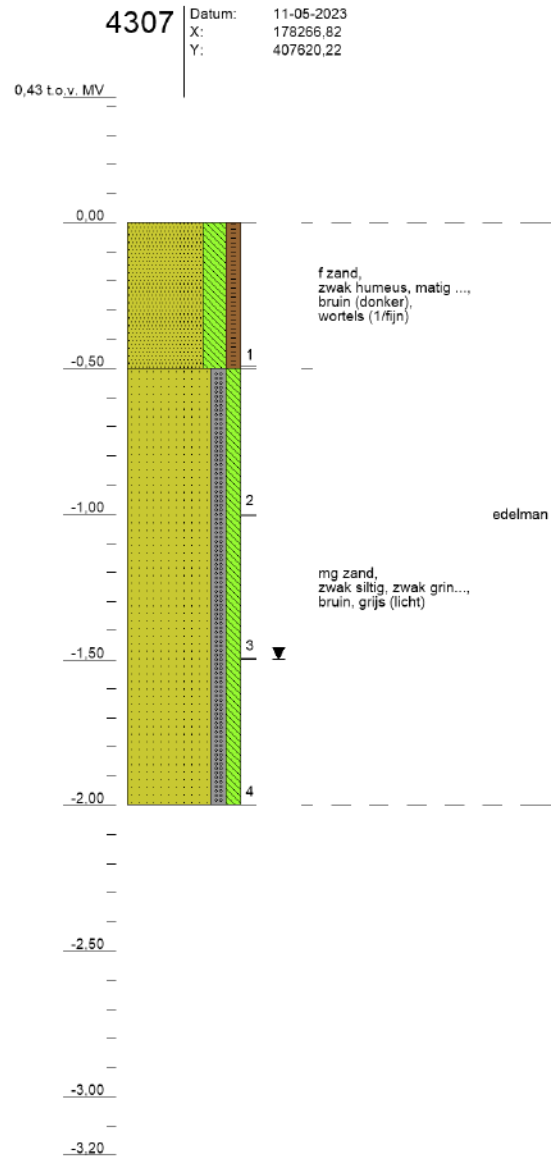 4307
Datum: 11-05-2023
X: 178266,82
Y: 407620,22
0,43 t.o.v. MV
0,00
f zand,
zwak humeus, matig ...,
bruin (donker),
wortels (1/fijn)
1
-0,50
2
-1,00
edelman
mg zand,
zwak siltig, zwak grin...,
bruin, grijs (licht)
3
-1,50
4
-2,00
-2,50
-3,00
-3,20